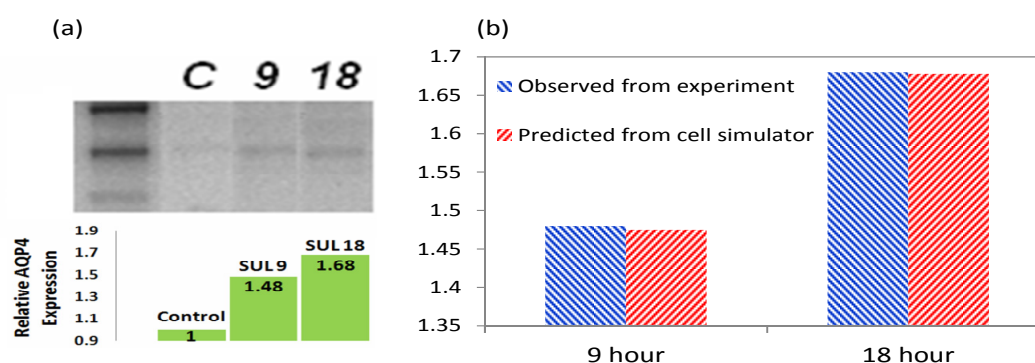 (a)
C 9 18
Relative AQP4
Expression
1.9
1.7
1.5
1.3
1.1
0.9
Control
1
SUL 9
1.48
SUL 18
1.68
(b)
1.7
1.65
1.6
1.55
1.5
1.45
1.4
1.35
Observed from experiment
Predicted from cell simulator
9 hour
18 hour